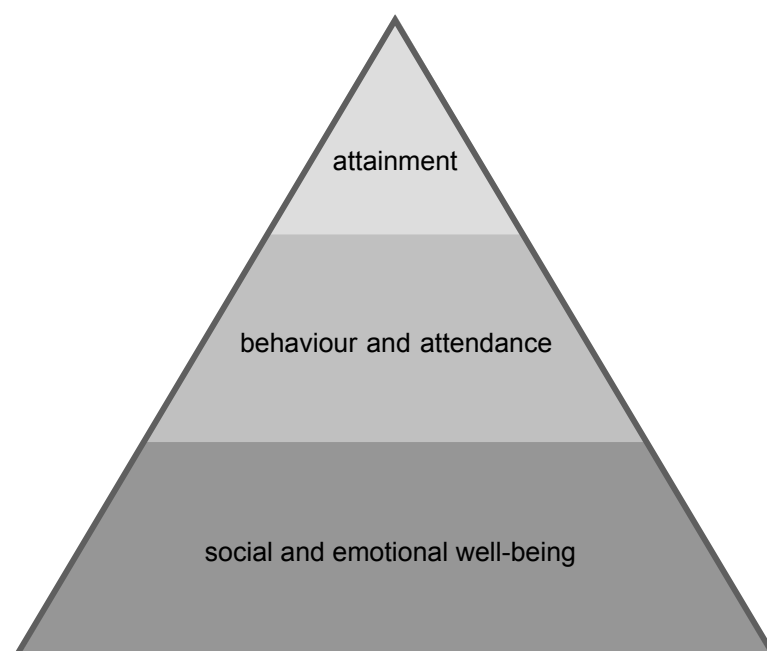 attainment
behaviour and attendance
social and emotional well-being